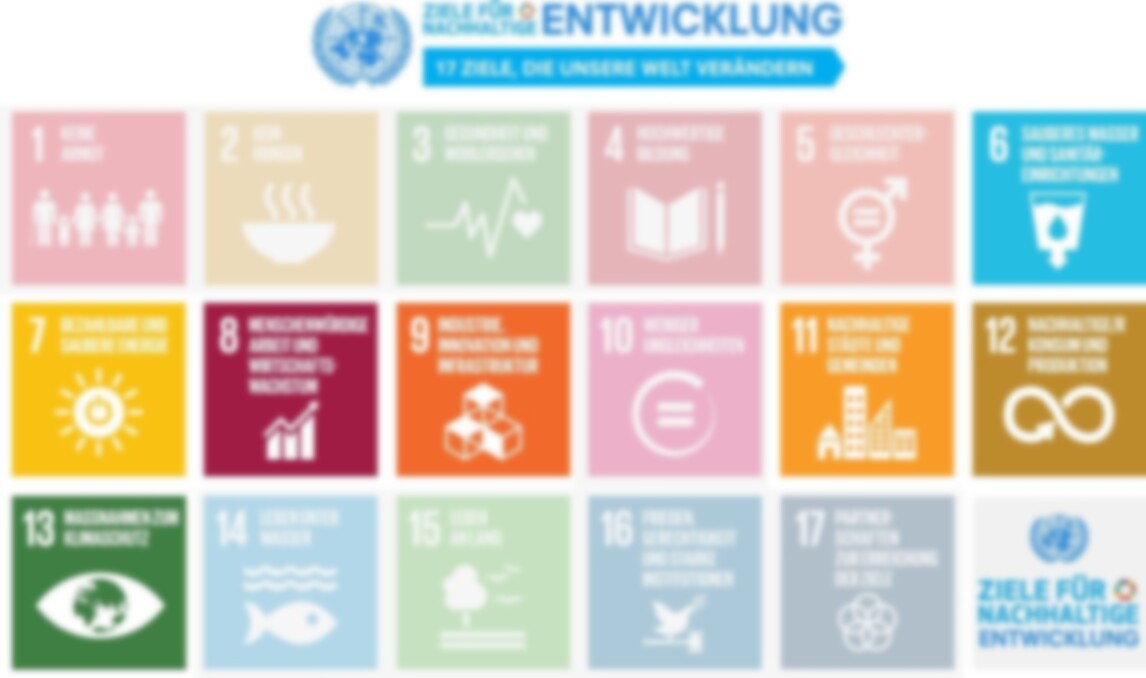 ZIELE FÜR
NACHHALTIGE ENTWICKLUNG
17 ZIELE, DIE UNSERE WELT VERÄNDERN
1 KEINE
ARMUT
2 KEIN
HUNGER
3 GESUNDHEIT UND
WOHLERGEHEN
4 HOCHWERTIGE
BILDUNG
5 GESCHLECHTER-
GLEICHHEIT
6 SAUBERES WASSER
UND SANITÄR-
EINRICHTUNGEN
7 BEZAHLBARE UND
SAUBERE ENERGIE
8 MENSCHENWÜRDIGE
ARBEIT UND
WIRTSCHAFTS-
WACHSTUM
9 INDUSTRIE,
INNOVATION UND
INFRASTRUKTUR
10 WENIGER
UNGLEICHHEITEN
11 NACHHALTIGE
STÄDTE UND
GEMEINDEN
12 NACHHALTIGE/R
KONSUM UND
PRODUKTION
13 MASSNAHMEN ZUM
KLIMASCHUTZ
14 LEBEN UNTER
WASSER
15 LEBEN
AN LAND
16 FRIEDEN,
GERECHTIGKEIT
UND STARKE
INSTITUTIONEN
17 PARTNER-
SCHAFTEN
ZUR ERREICHUNG
DER ZIELE
ZIELE FÜR
NACHHALTIGE
ENTWICKLUNG